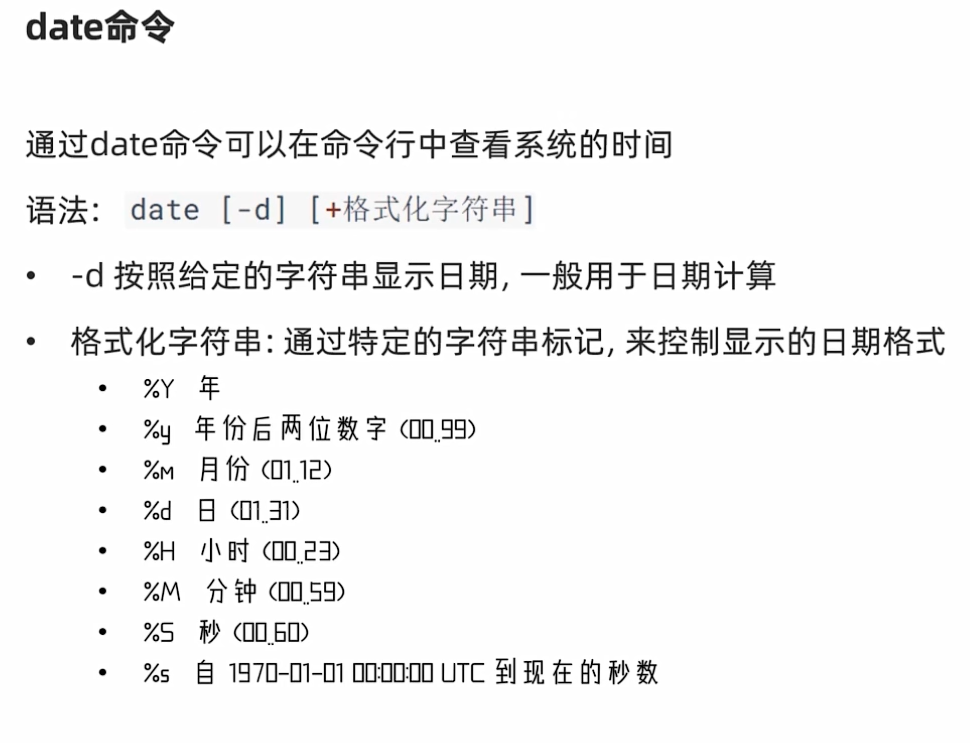 date命令
通过date命令可以在命令行中查看系统的时间
语法： date [-d] [+格式化字符串]
• -d 按照给定的字符串显示日期, 一般用于日期计算
• 格式化字符串: 通过特定的字符串标记, 来控制显示的日期格式
• %Y 年
• %y 年份后两位数字 (00..99)
• %m 月份 (01..12)
• %d 日 (01..31)
• %H 小时 (00..23)
• %M 分钟 (00..59)
• %S 秒 (00..60)
• %s 自 1970-01-01 00:00:00 UTC 到现在的秒数